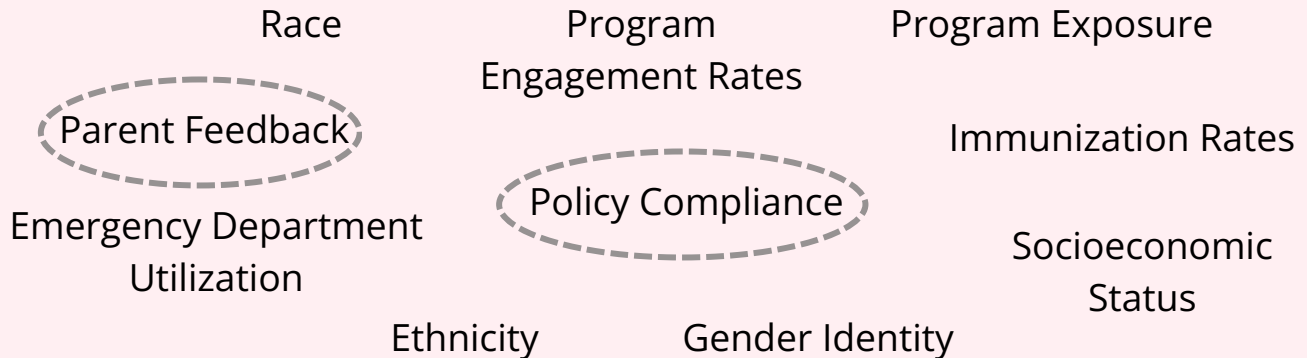 Race
Program
Engagement Rates
Program Exposure
Parent Feedback
Immunization Rates
Policy Compliance
Emergency Department
Utilization
Socioeconomic
Status
Ethnicity
Gender Identity